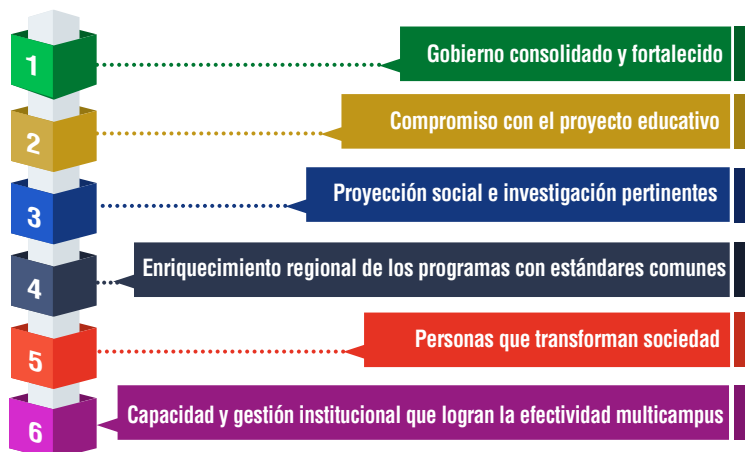 1
Gobierno consolidado y fortalecido
2
Compromiso con el proyecto educativo
3
Proyección social e investigación pertinentes
4
Enriquecimiento regional de los programas con estándares comunes
5
Personas que transforman sociedad
6
Capacidad y gestión institucional que logran la efectividad multicampus